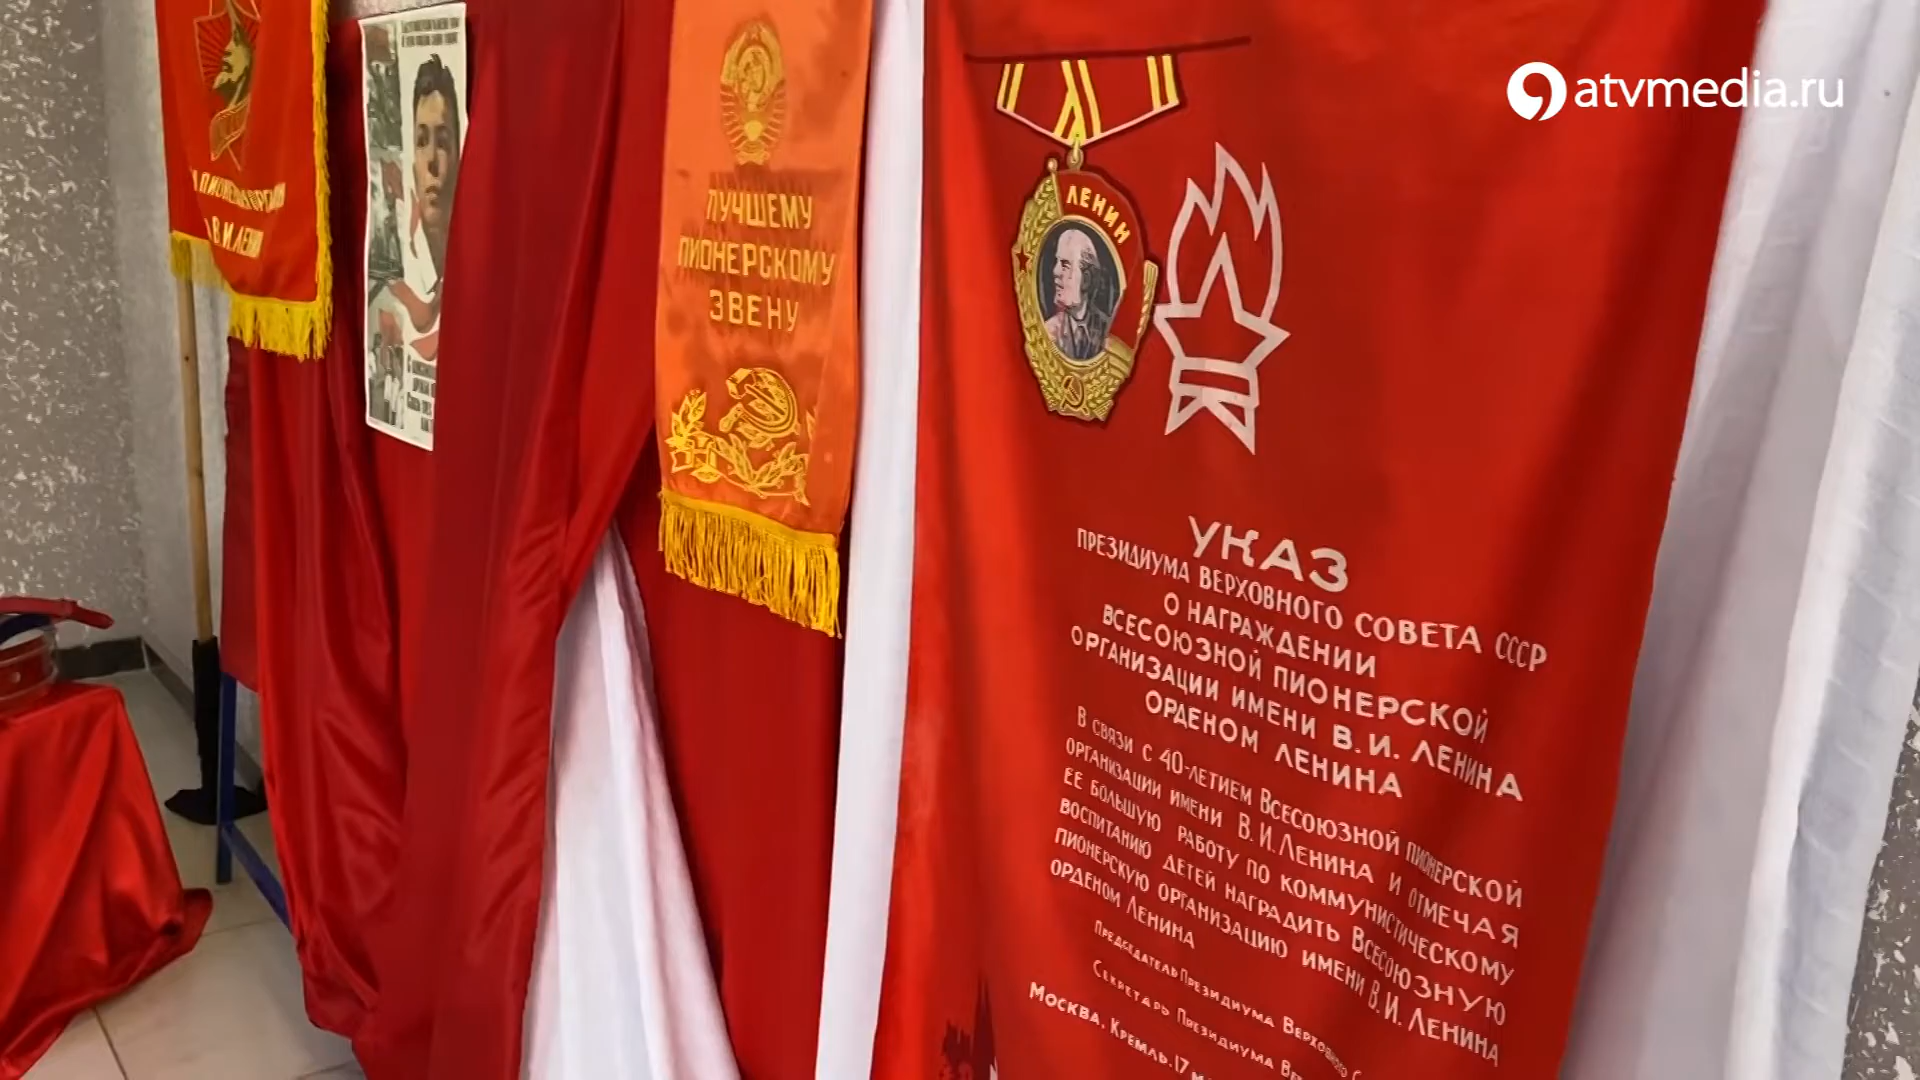 atvmedia.ru
В.И. ЛЕНИН
ЛУЧШЕМУ
ПИОНЕРСКОМУ
ЗВЕНУ
ЛЕНИН
УКАЗ
ПРЕЗИДИУМА ВЕРХОВНОГО СОВЕТА СССР
О НАГРАЖДЕНИИ
ВСЕСОЮЗНОЙ ПИОНЕРСКОЙ
ОРГАНИЗАЦИИ ИМЕНИ В.И. ЛЕНИНА
ОРДЕНОМ ЛЕНИНА
В СВЯЗИ С 40-ЛЕТИЕМ ВСЕСОЮЗНОЙ ПИОНЕРСКОЙ
ОРГАНИЗАЦИИ ИМЕНИ В.И. ЛЕНИНА И ОТМЕЧАЯ
ЕЕ БОЛЬШУЮ РАБОТУ ПО КОММУНИСТИЧЕСКОМУ
ВОСПИТАНИЮ ДЕТЕЙ НАГРАДИТЬ ВСЕСОЮЗНУЮ
ПИОНЕРСКУЮ ОРГАНИЗАЦИЮ ИМЕНИ В.И. ЛЕНИНА
ОРДЕНОМ ЛЕНИНА
ПРЕДСЕДАТЕЛЬ ПРЕЗИДИУМА ВЕРХОВНОГО
СЕКРЕТАРЬ ПРЕЗИДИУМА
МОСКВА. КРЕМЛЬ. 17